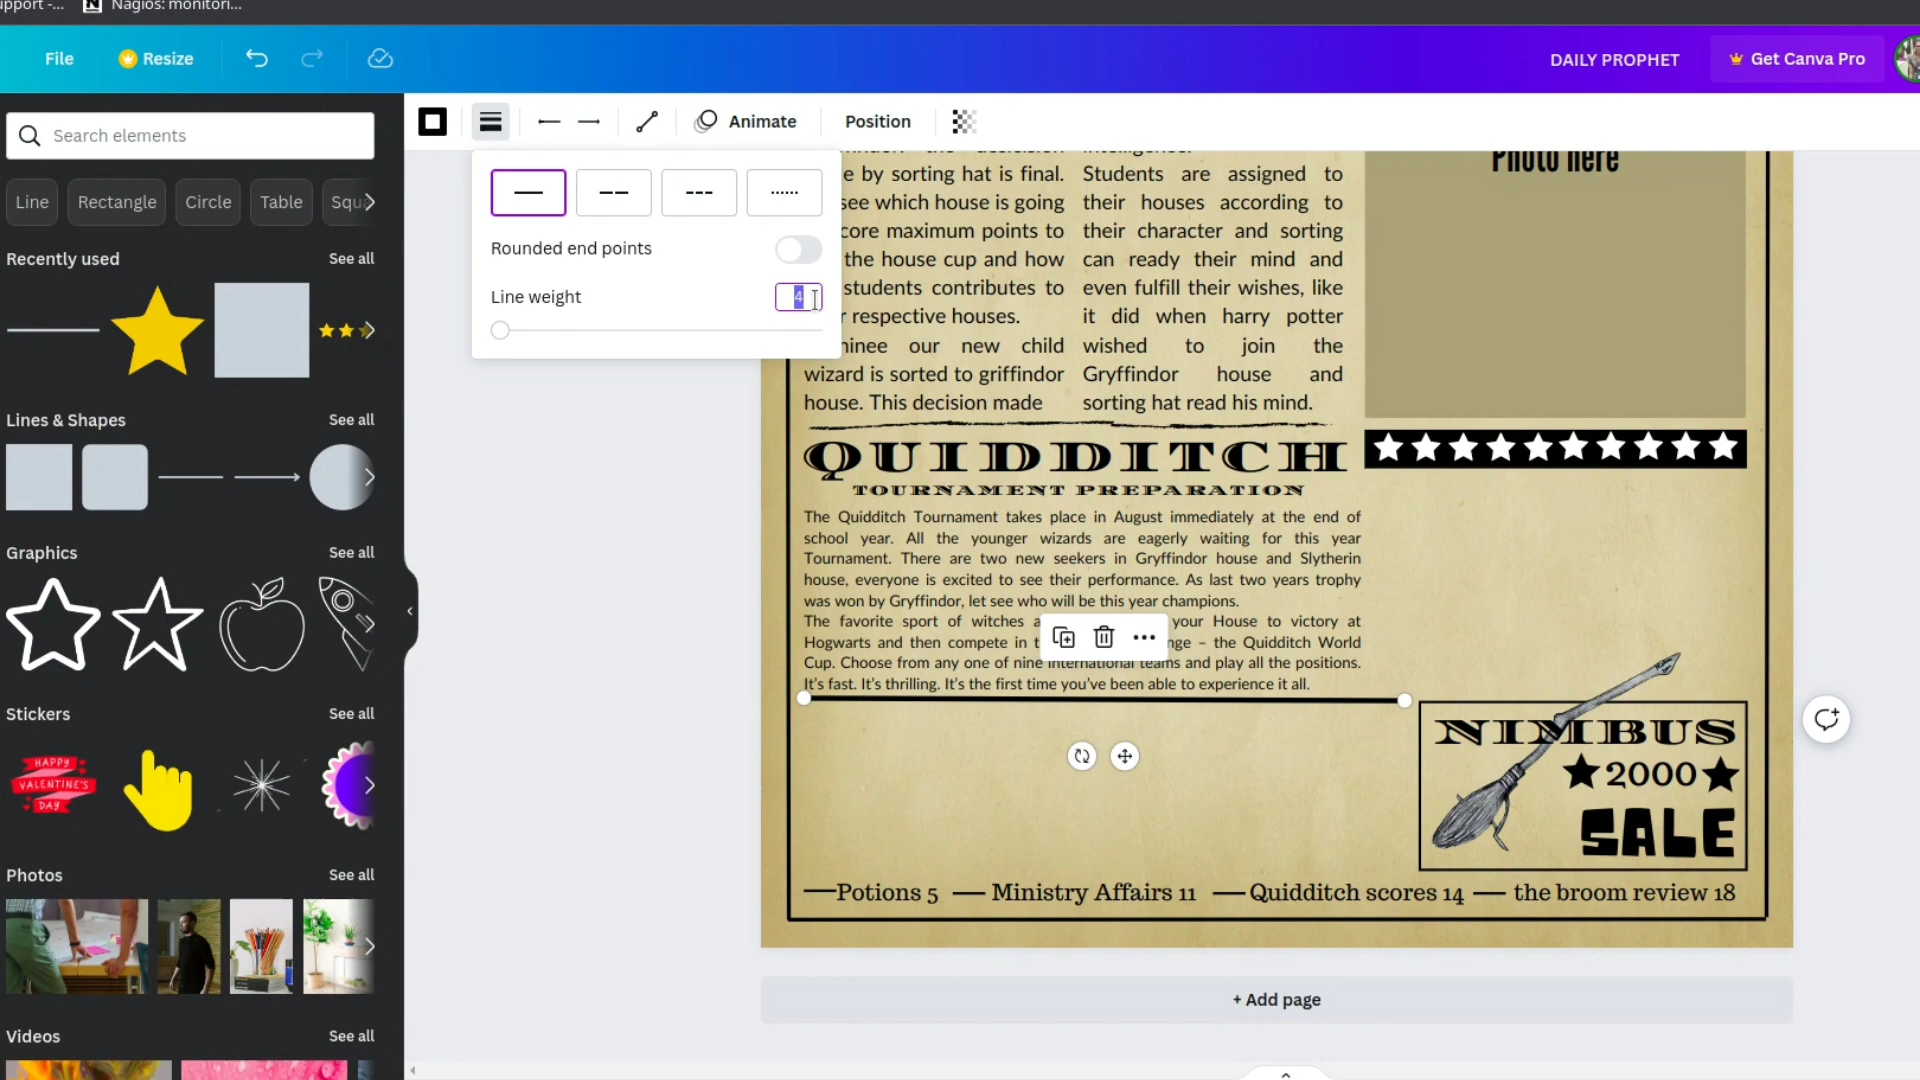 upport -...
Nagios: monitori...
File
Resize
DAILY PROPHET
Get Canva Pro
Search elements
Line
Rectangle
Circle
Table
Squ
Recently used
See all
Lines & Shapes
See all
Graphics
See all
Stickers
See all
HAPPY
VALENTINE'S
DAY
Photos
See all
Videos
See all
Animate
Position
Rounded end points
Line weight
4
e by sorting hat is final.
see which house is going
core maximum points to
the house cup and how
students contributes to
r respective houses.
inee our new child
wizard is sorted to griffindor
house. This decision made
intelligence.
Students are assigned to
their houses according to
their character and sorting
can ready their mind and
even fulfill their wishes, like
it did when harry potter
wished to join the
Gryffindor house and
sorting hat read his mind.
Photo here
QUIDDITCH
TOURNAMENT PREPARATION
The Quidditch Tournament takes place in August immediately at the end of
school year. All the younger wizards are eagerly waiting for this year
Tournament. There are two new seekers in Gryffindor house and Slytherin
house, everyone is excited to see their performance. As last two years trophy
was won by Gryffindor, let see who will be this year champions.
The favorite sport of witches a your House to victory at
Hogwarts and then compete in t nge – the Quidditch World
Cup. Choose from any one of nine international teams and play all the positions.
It's fast. It's thrilling. It's the first time you've been able to experience it all.
NIMBUS
2000
SALE
Potions 5 — Ministry Affairs 11 — Quidditch scores 14 — the broom review 18
+ Add page